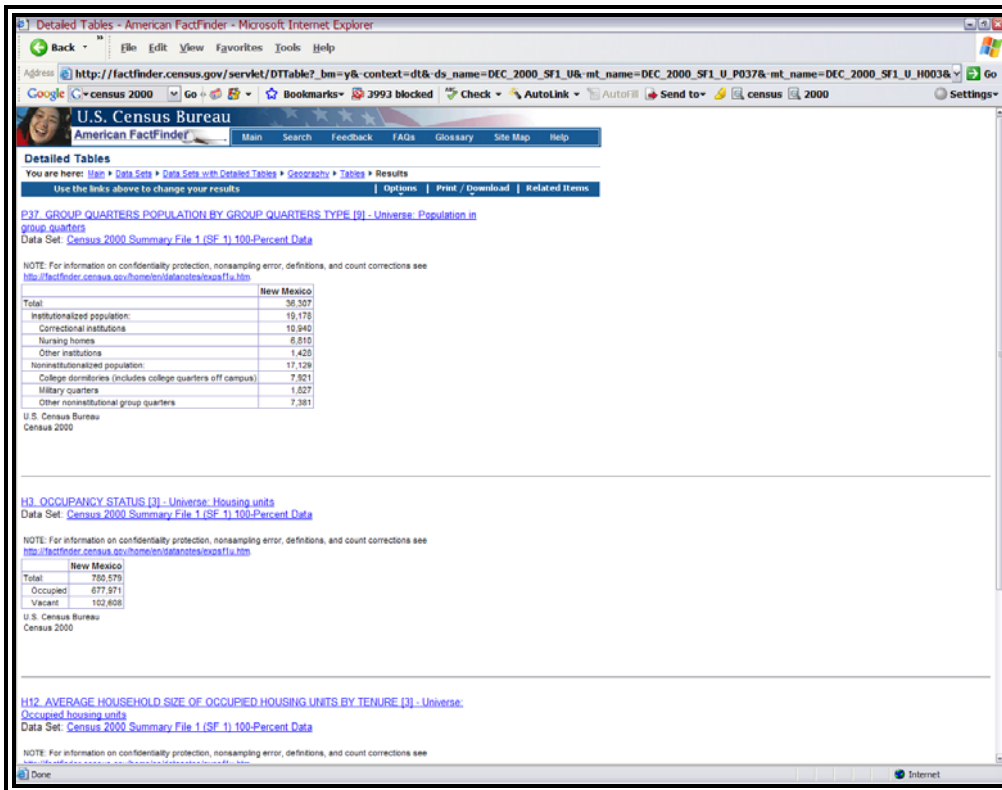 Detailed Tables - American FactFinder - Microsoft Internet Explorer
Back File Edit View Favorites Tools Help
Address http://factfinder.census.gov/servlet/DTTable?_bm=y&-context=dt&-ds_name=DEC_2000_SF1_U&-mt_name=DEC_2000_SF1_U_P037&-mt_name=DEC_2000_SF1_U_H003& Go
Google census 2000 Go Bookmarks 3993 blocked Check AutoLink AutoFill Send to census 2000 Settings
U.S. Census Bureau
American FactFinder Main Search Feedback FAQs Glossary Site Map Help
Detailed Tables
You are here: Main Data Sets Data Sets with Detailed Tables Geography Tables Results
Use the links above to change your results | Options | Print / Download | Related Items
P37. GROUP QUARTERS POPULATION BY GROUP QUARTERS TYPE [9] - Universe: Population in
group quarters
Data Set: Census 2000 Summary File 1 (SF 1) 100-Percent Data
NOTE: For information on confidentiality protection, nonsampling error, definitions, and count corrections see
http://factfinder.census.gov/home/en/datanotes/expsf1u.htm.
New Mexico
Total: 36,307
Institutionalized population: 19,178
Correctional institutions 10,940
Nursing homes 6,810
Other institutions 1,428
Noninstitutionalized population: 17,129
College dormitories (includes college quarters off campus) 7,921
Military quarters 1,827
Other noninstitutional group quarters 7,381
U.S. Census Bureau
Census 2000
H3. OCCUPANCY STATUS [3] - Universe: Housing units
Data Set: Census 2000 Summary File 1 (SF 1) 100-Percent Data
NOTE: For information on confidentiality protection, nonsampling error, definitions, and count corrections see
http://factfinder.census.gov/home/en/datanotes/expsf1u.htm.
New Mexico
Total: 780,579
Occupied 677,971
Vacant 102,608
U.S. Census Bureau
Census 2000
H12. AVERAGE HOUSEHOLD SIZE OF OCCUPIED HOUSING UNITS BY TENURE [3] - Universe:
Occupied housing units
Data Set: Census 2000 Summary File 1 (SF 1) 100-Percent Data
NOTE: For information on confidentiality protection, nonsampling error, definitions, and count corrections see
Done Internet